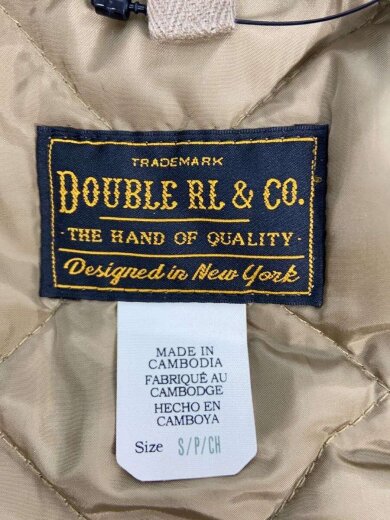 TRADEMARK
DOUBLE RL & CO.
· THE HAND OF QUALITY ·
Designed in New York
MADE IN
CAMBODIA
FABRIQUÉ AU
CAMBODGE
HECHO EN
CAMBOYA
Size S/P/CH